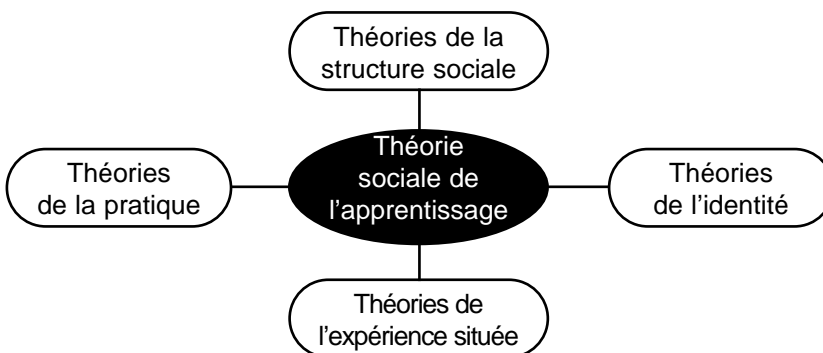 Théories de la
structure sociale
Théorie
sociale de
l’apprentissage
Théories
de la pratique
Théories
de l’identité
Théories de
l’expérience située